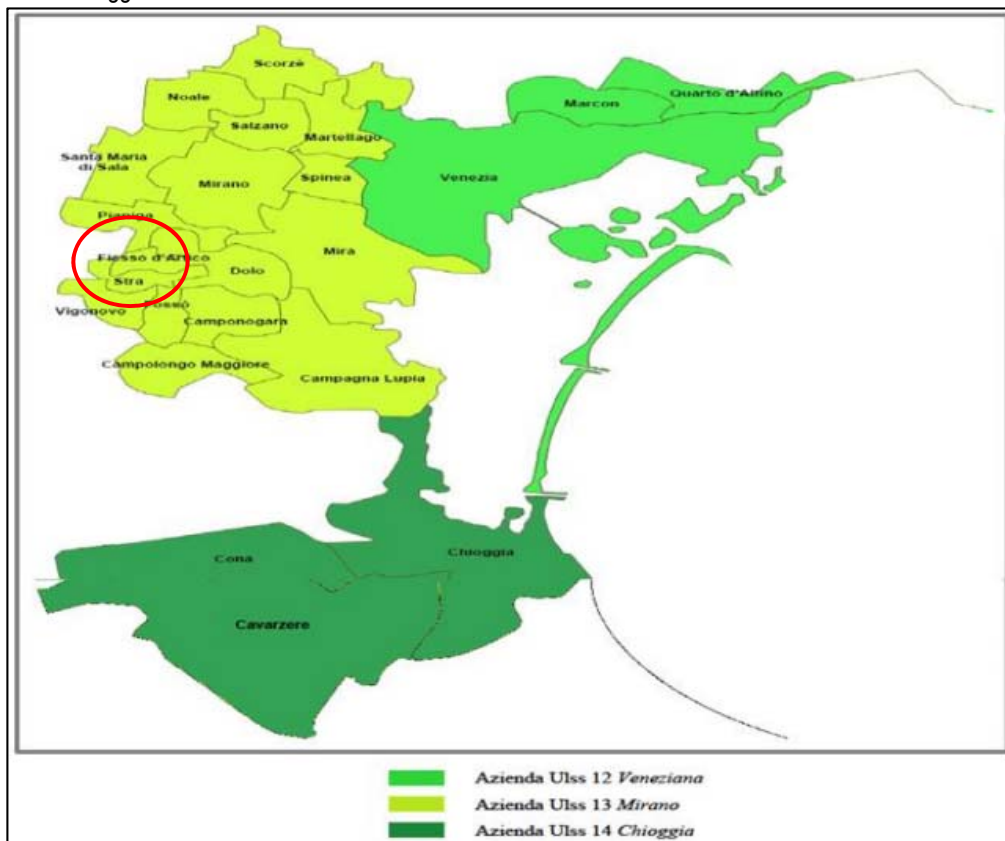 Scorzè
Noale
Salzano
Martellago
Marcon
Quarto d'Altino
Santa Maria
di Sala
Mirano
Spinea
Venezia
Pianiga
Fiesso d'Artico
Mira
Dolo
Stra
Vigonovo
Fossò
Camponogara
Campolongo Maggiore
Campagna Lupia
Cona
Chioggia
Cavarzere
Azienda Ulss 12 Veneziana
Azienda Ulss 13 Mirano
Azienda Ulss 14 Chioggia